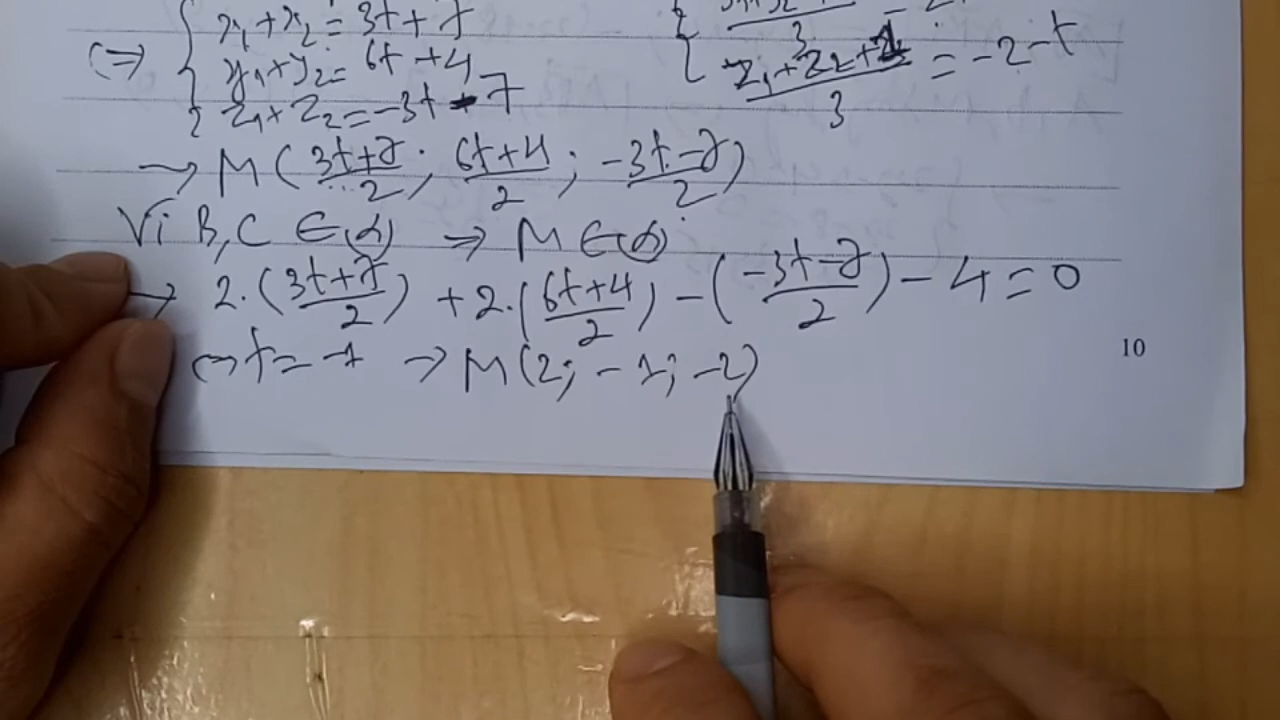 x₁+x₂=3t+7
⇔ { y₁+y₂=6t+4
z₁+z₂=-3t-7
z₁+z₂+1/3 = -2-t
→ M(3t+7/2; 6t+4/2; -3t-7/2)
Vì B,C ∈(α) → M∈(α)
→ 2.(3t+7/2) + 2.(6t+4/2) - (-3t-7/2) - 4 = 0
⇔ t=-1 → M(2; -1; -2)
10